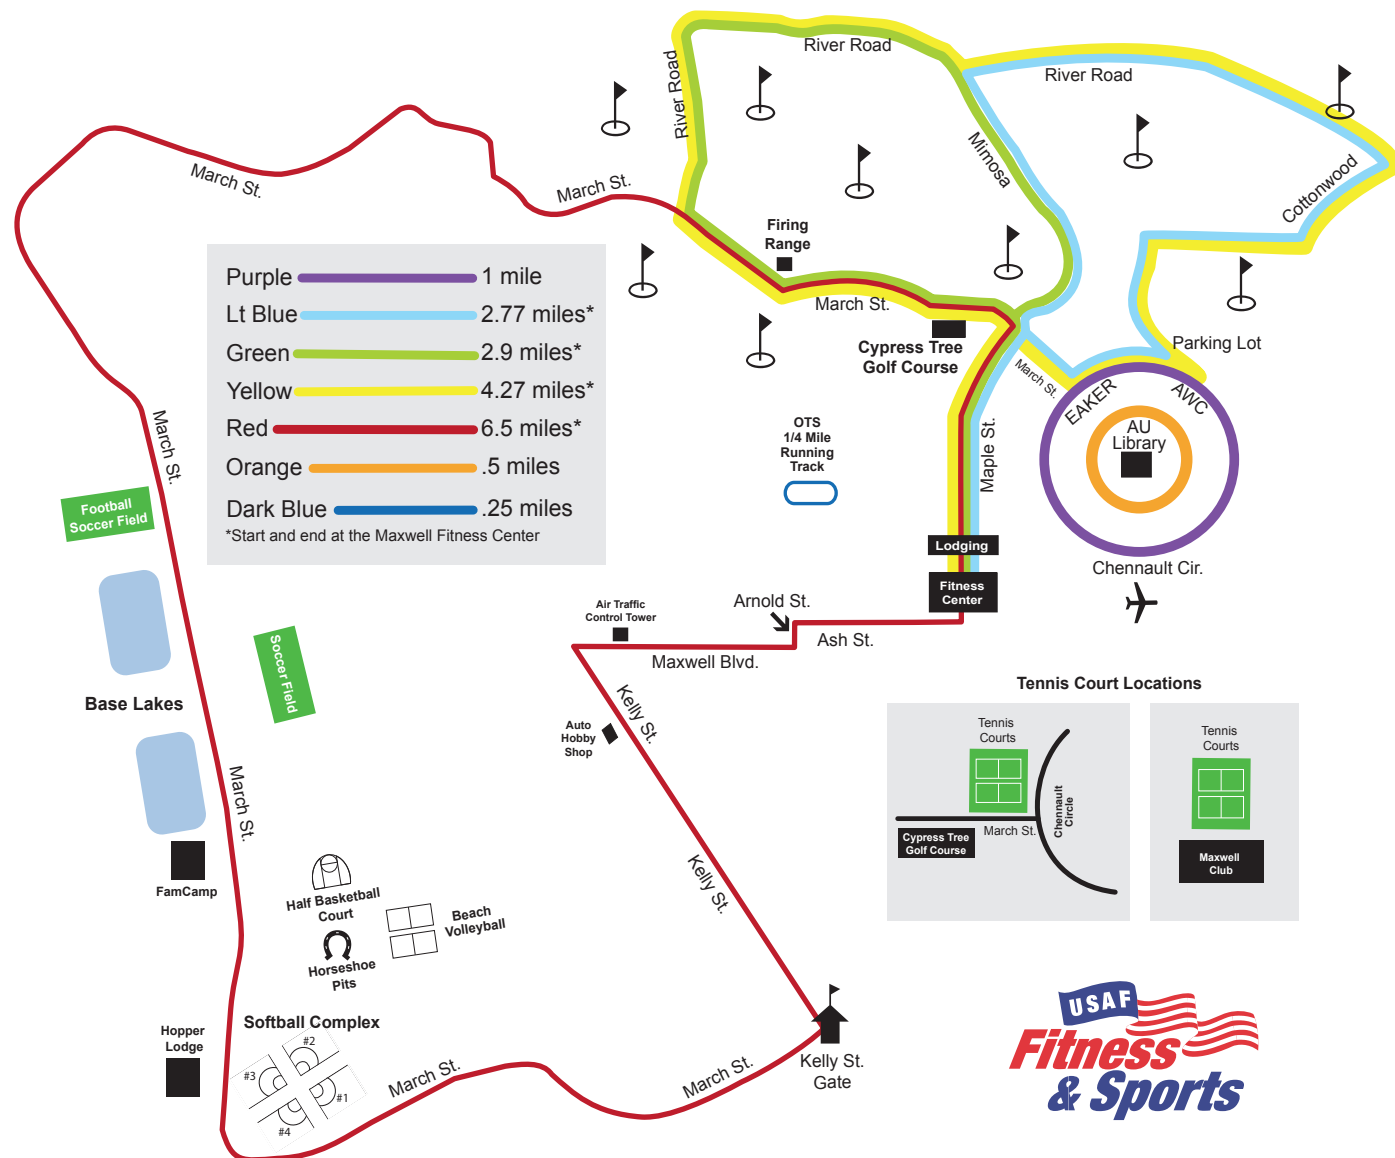 River Road
River Road
River Road
Mimosa
Cottonwood
March St.
March St.
Firing
Range
March St.
Cypress Tree
Golf Course
March St.
Parking Lot
EAKER
AWC
AU
Library
Chennault Cir.
Purple 1 mile
Lt Blue 2.77 miles*
Green 2.9 miles*
Yellow 4.27 miles*
Red 6.5 miles*
Orange .5 miles
Dark Blue .25 miles
*Start and end at the Maxwell Fitness Center
OTS
1/4 Mile
Running
Track
Maple St.
Lodging
Fitness
Center
March St.
Football
Soccer Field
Soccer Field
Base Lakes
Air Traffic
Control Tower
Arnold St.
Ash St.
Maxwell Blvd.
Kelly St.
Auto
Hobby
Shop
March St.
FamCamp
Half Basketball
Court
Beach
Volleyball
Horseshoe
Pits
Kelly St.
Hopper
Lodge
Softball Complex
#2
#3
#1
#4
March St.
March St.
Kelly St.
Gate
Tennis Court Locations
Tennis
Courts
Chennault
Circle
March St.
Cypress Tree
Golf Course
Tennis
Courts
Maxwell
Club
USAF
Fitness
& Sports